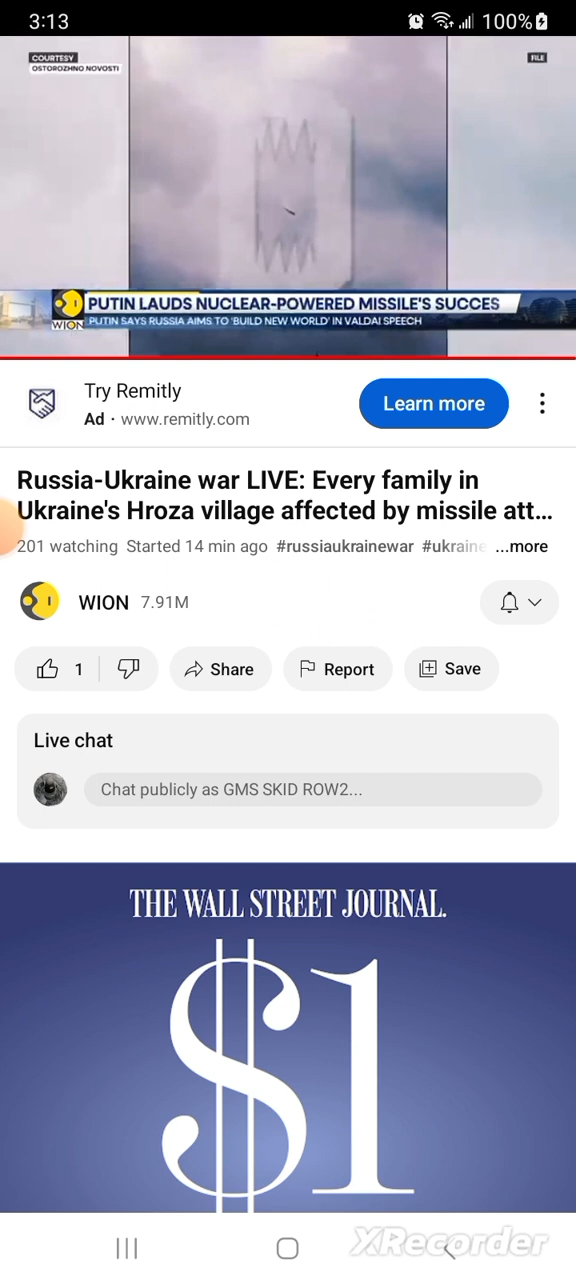 3:13
100%
COURTESY
OSTOROZHNO NOVOSTI
FILE
PUTIN LAUDS NUCLEAR-POWERED MISSILE'S SUCCES
WION
PUTIN SAYS RUSSIA AIMS TO 'BUILD NEW WORLD' IN VALDAI SPEECH
Try Remitly
Ad · www.remitly.com
Learn more
Russia-Ukraine war LIVE: Every family in
Ukraine's Hroza village affected by missile att...
201 watching Started 14 min ago #russiaukrainewar #ukraine ...more
WION 7.91M
1
Share
Report
Save
Live chat
Chat publicly as GMS SKID ROW2...
THE WALL STREET JOURNAL.
$1
XRecorder